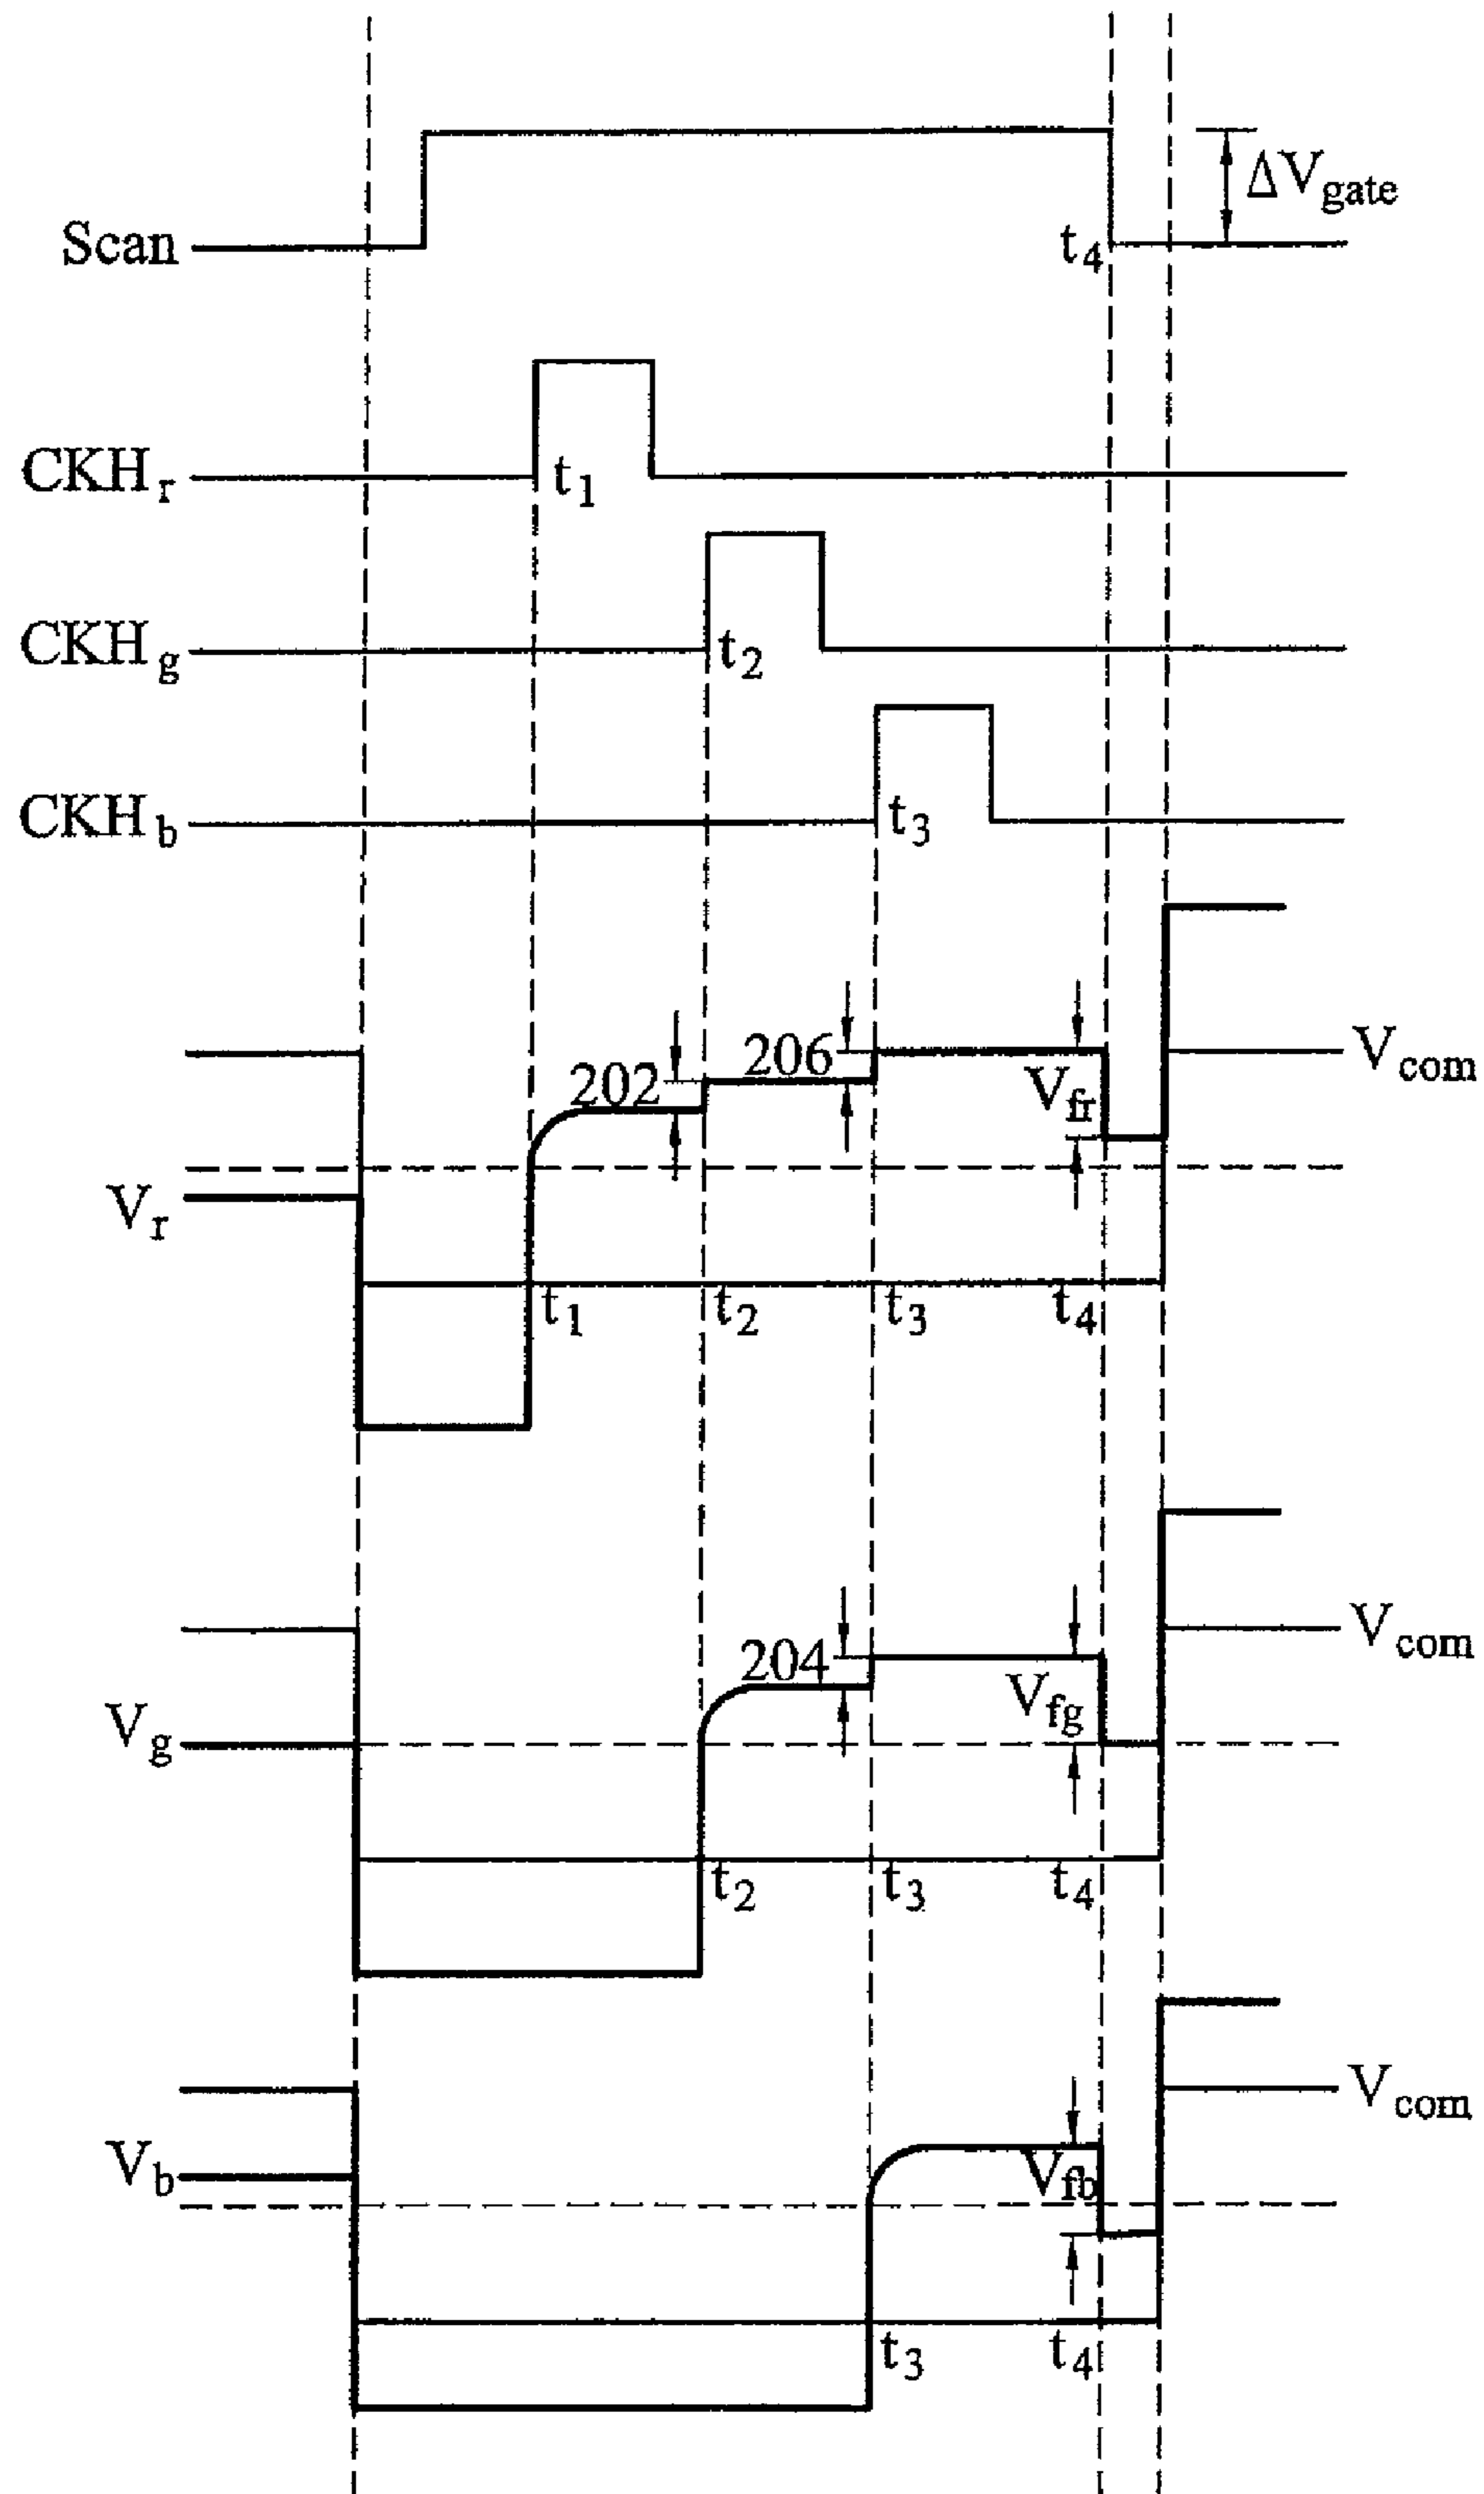 Scan
ΔVgate
t4
CKHr
t1
CKHg
t2
CKHb
t3
Vcom
202
206
Vfr
Vr
t1
t2
t3
t4
Vcom
204
Vfg
Vg
t2
t3
t4
Vcom
Vb
Vfb
t3
t4